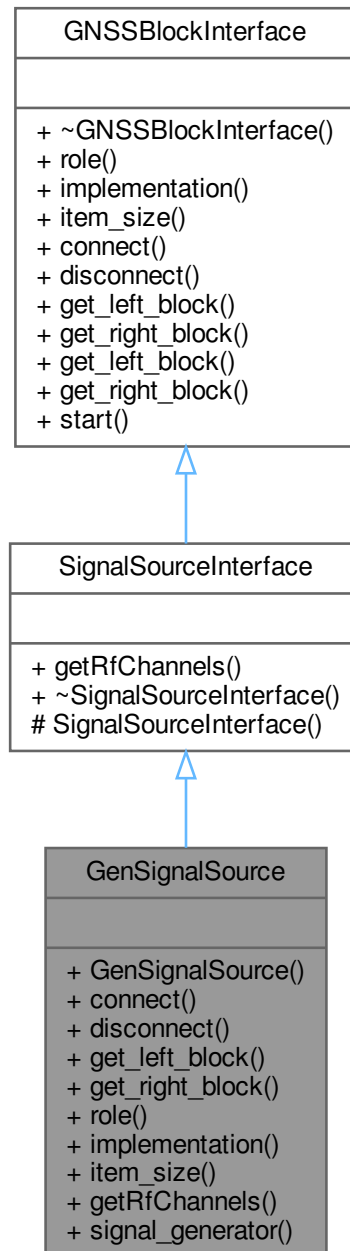 GNSSBlockInterface
+ ~GNSSBlockInterface()
+ role()
+ implementation()
+ item_size()
+ connect()
+ disconnect()
+ get_left_block()
+ get_right_block()
+ get_left_block()
+ get_right_block()
+ start()
SignalSourceInterface
+ getRfChannels()
+ ~SignalSourceInterface()
# SignalSourceInterface()
GenSignalSource
+ GenSignalSource()
+ connect()
+ disconnect()
+ get_left_block()
+ get_right_block()
+ role()
+ implementation()
+ item_size()
+ getRfChannels()
+ signal_generator()